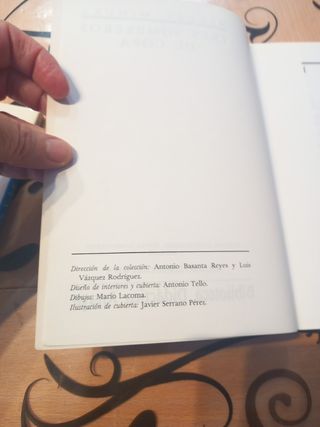 Dirección de la colección: Antonio Basanta Reyes y Luis
Vázquez Rodríguez.
Diseño de interiores y cubierta: Antonio Tello.
Dibujos: Mario Lacoma.
Ilustración de cubierta: Javier Serrano Pérez.